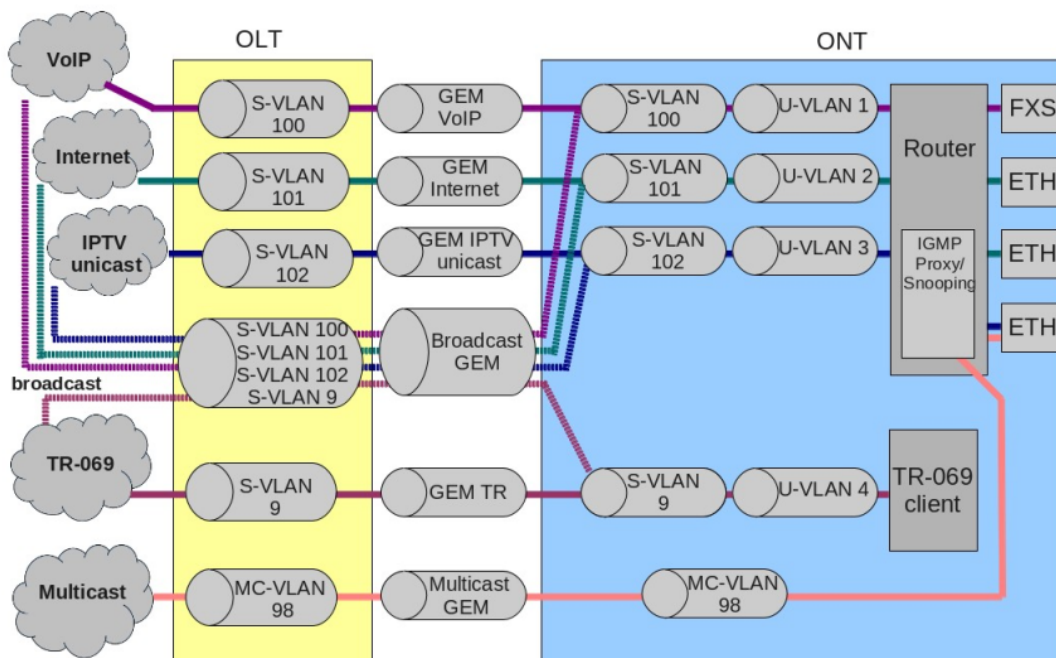 OLT
ONT
VoIP
S-VLAN
100
GEM
VoIP
S-VLAN
100
U-VLAN 1
Router
FXS
Internet
S-VLAN
101
GEM
Internet
S-VLAN
101
U-VLAN 2
ETH
IPTV
unicast
S-VLAN
102
GEM IPTV
unicast
S-VLAN
102
U-VLAN 3
IGMP
Proxy/
Snooping
ETH
S-VLAN 100
S-VLAN 101
S-VLAN 102
S-VLAN 9
Broadcast
GEM
ETH
broadcast
TR-069
S-VLAN
9
GEM TR
S-VLAN
9
U-VLAN 4
TR-069
client
Multicast
MC-VLAN
98
Multicast
GEM
MC-VLAN
98